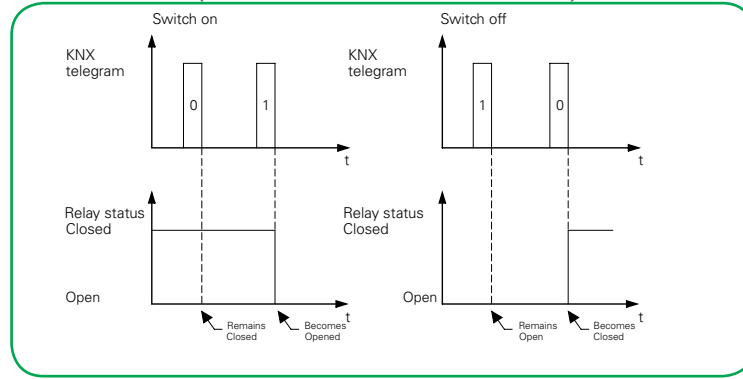 Switch on
KNX
telegram
0
1
t
Relay status
Closed
Open
t
Remains
Closed
Becomes
Opened
Switch off
KNX
telegram
1
0
t
Relay status
Closed
Open
t
Remains
Open
Becomes
Closed